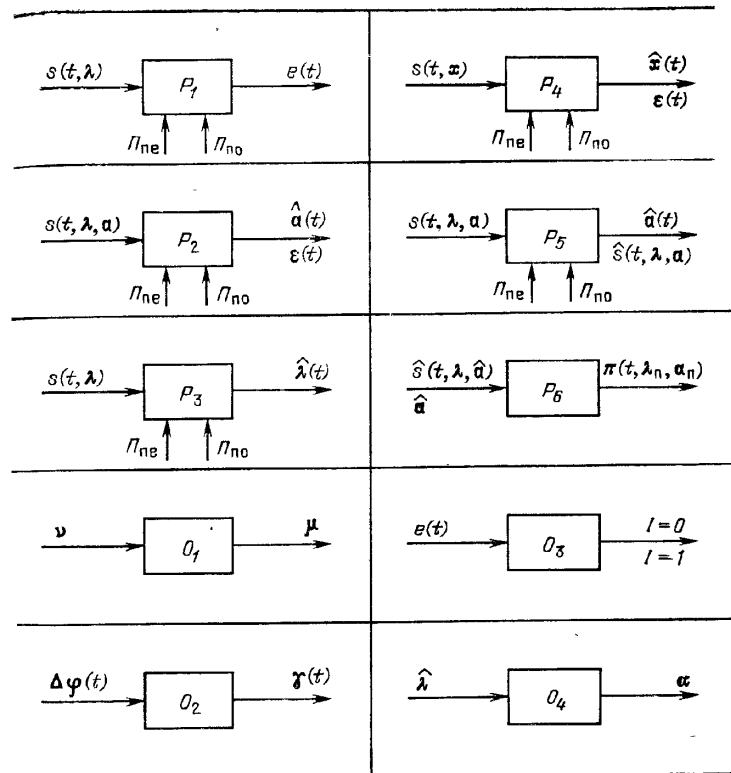 s(t, λ) P₁ e(t)
Ппе Ппо
s(t, x) P₄ x̂(t)
ε(t)
Ппе Ппо
s(t, λ, α) P₂ α̂(t)
ε(t)
Ппе Ппо
s(t, λ, α) P₅ α̂(t)
ŝ(t, λ, α)
Ппе Ппо
s(t, λ) P₃ λ̂(t)
Ппе Ппо
ŝ(t, λ, α̂) P₆ π(t, λп, αп)
α̂
ν O₁ μ
e(t) O₃ I=0
I=1
Δφ(t) O₂ γ(t)
λ̂ O₄ α